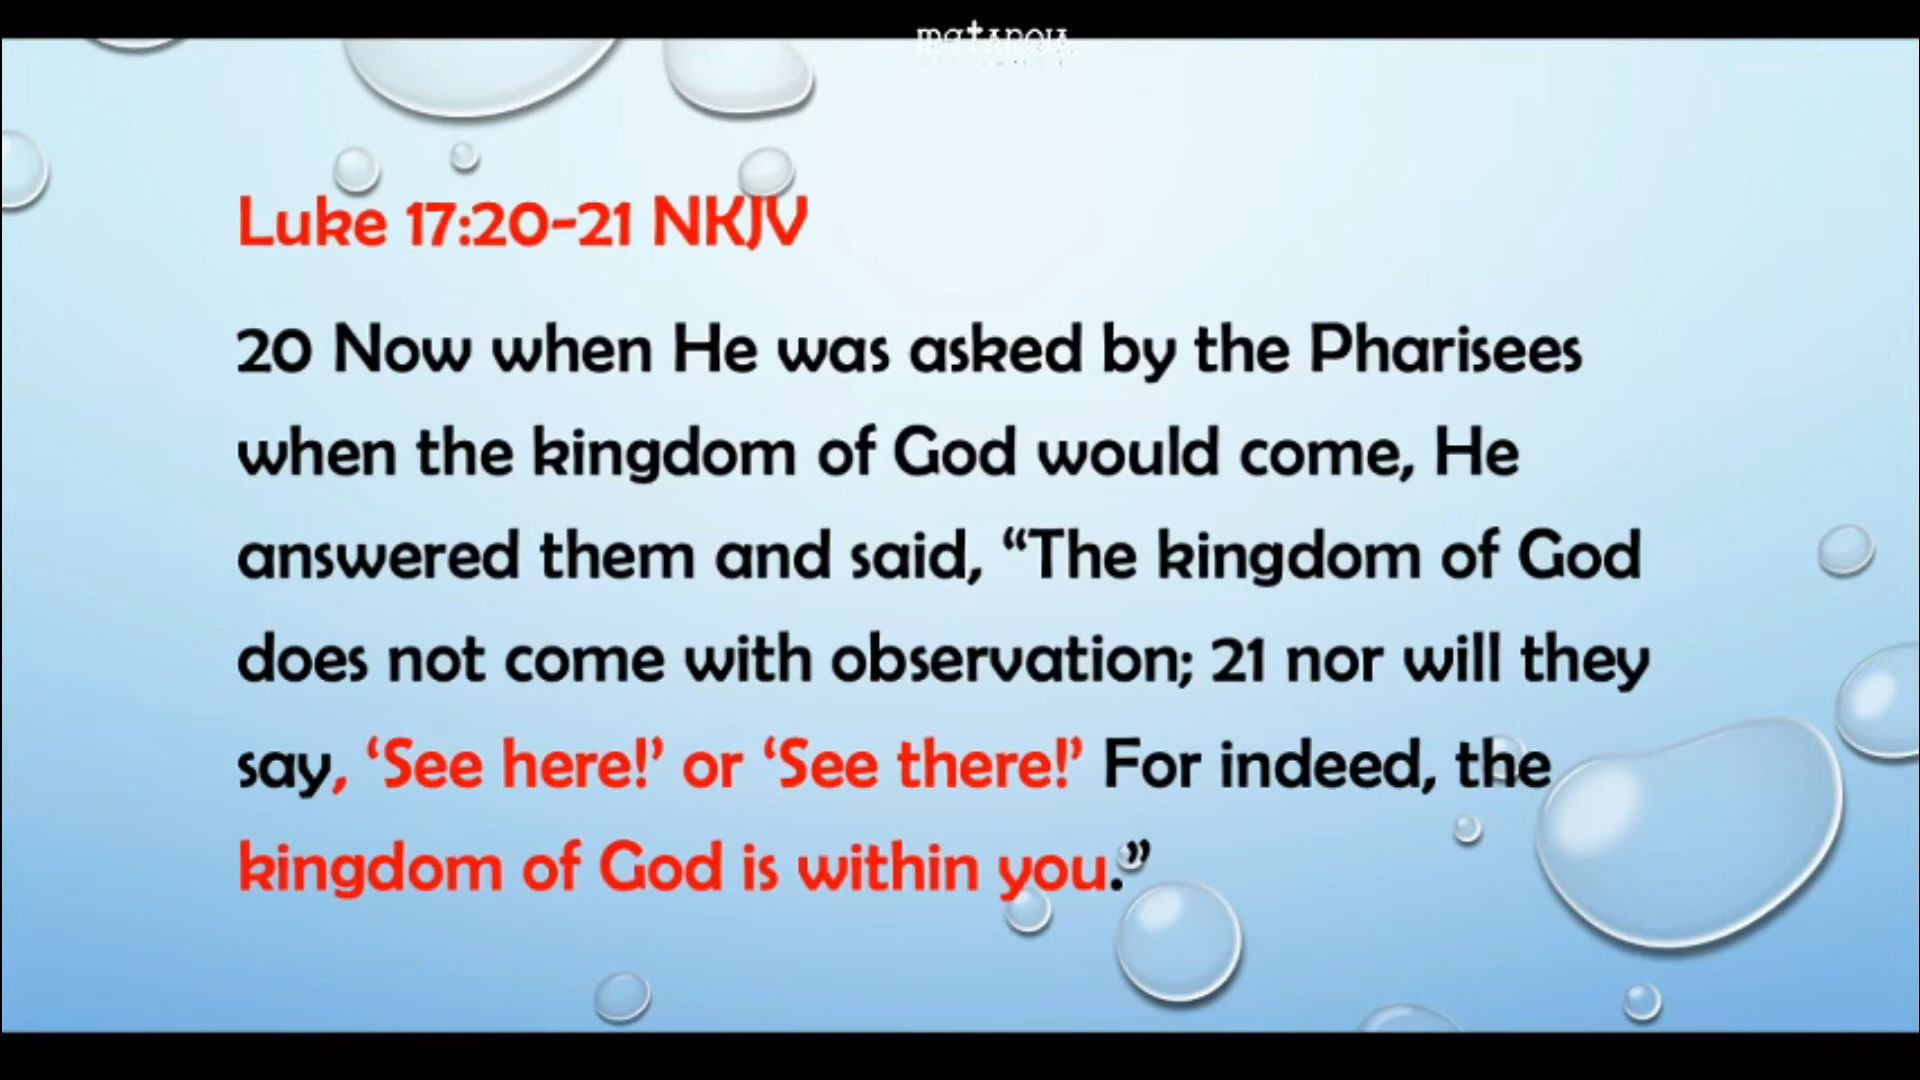 metanoia
Luke 17:20-21 NKJV
20 Now when He was asked by the Pharisees
when the kingdom of God would come, He
answered them and said, “The kingdom of God
does not come with observation; 21 nor will they
say, ‘See here!’ or ‘See there!’ For indeed, the
kingdom of God is within you.”